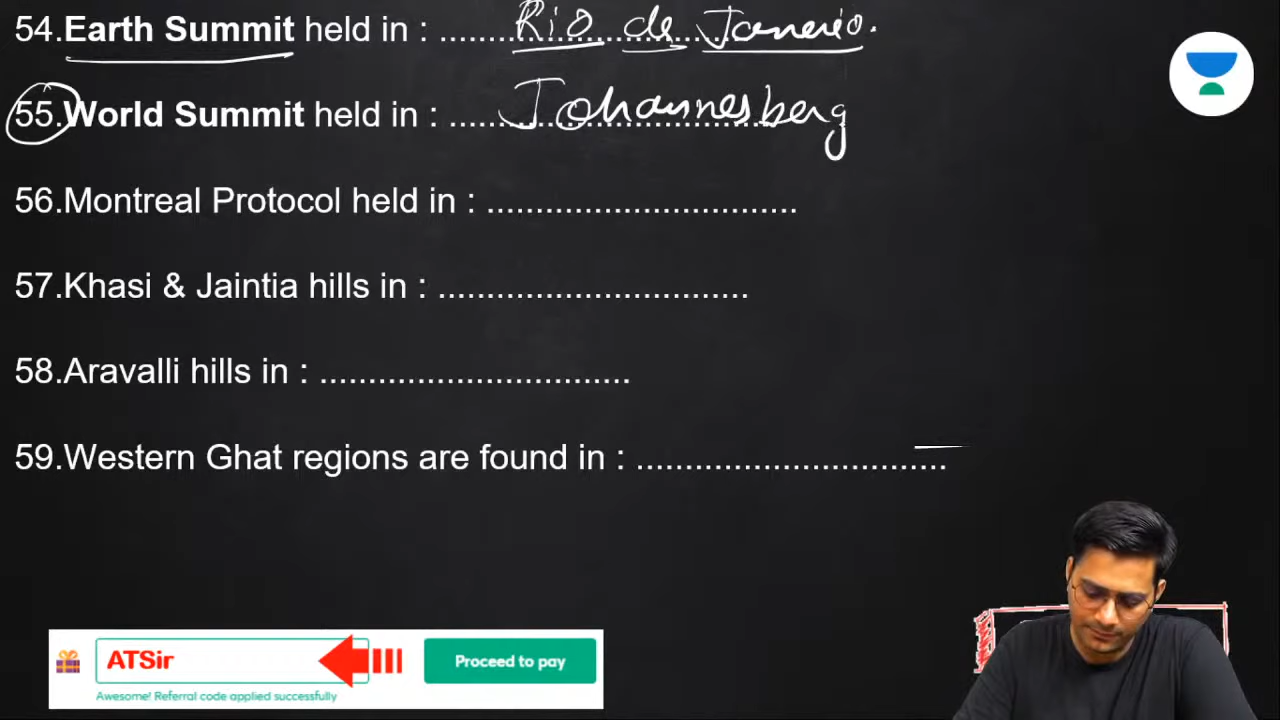 54.Earth Summit held in : ....... Rio de Janerio.
55.World Summit held in : ....... Johannesberg
56.Montreal Protocol held in : ................................
57.Khasi & Jaintia hills in : ................................
58.Aravalli hills in : ................................
59.Western Ghat regions are found in : ................................
ATSir
Proceed to pay
Awesome! Referral code applied successfully